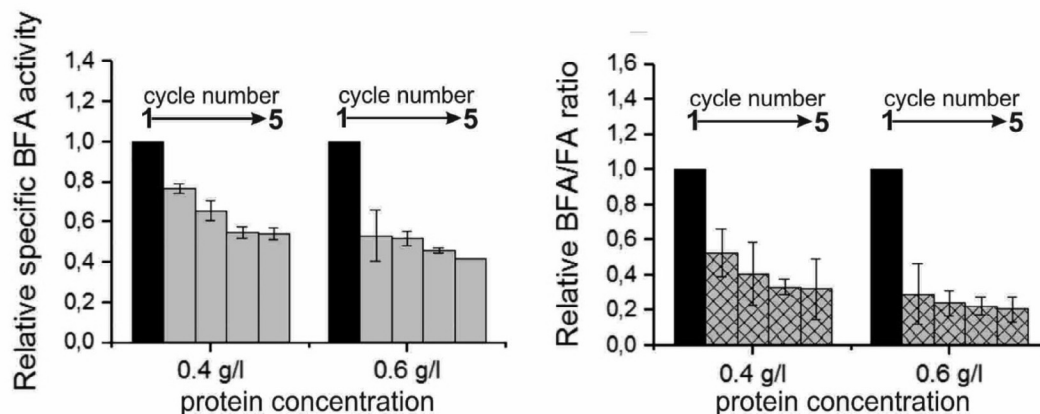 Relative specific BFA activity
1,4
1,2
1,0
0,8
0,6
0,4
0,2
0,0
cycle number
1 5
cycle number
1 5
0.4 g/l
0.6 g/l
protein concentration
Relative BFA/FA ratio
1,6
1,4
1,2
1,0
0,8
0,6
0,4
0,2
0,0
cycle number
1 5
cycle number
1 5
0.4 g/l
0.6 g/l
protein concentration